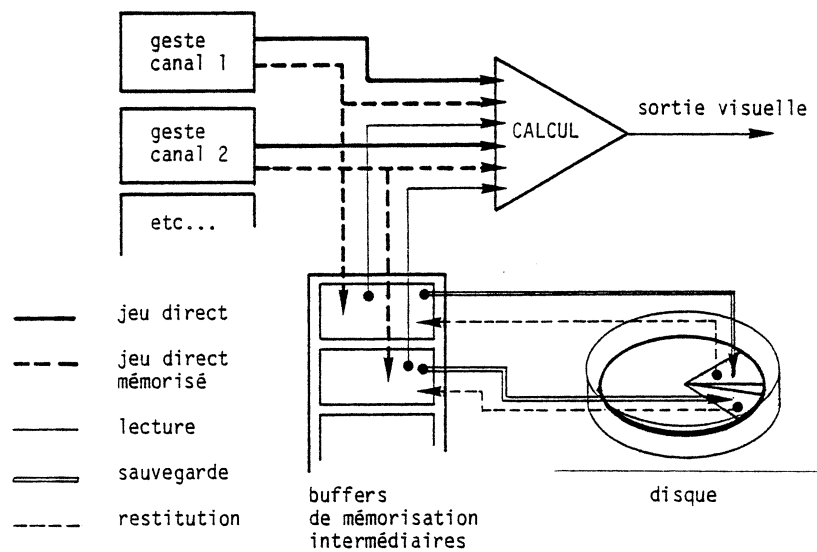 geste
canal 1
geste
canal 2
etc...
CALCUL
sortie visuelle
jeu direct
jeu direct
mémorisé
lecture
sauvegarde
restitution
buffers
de mémorisation
intermédiaires
disque